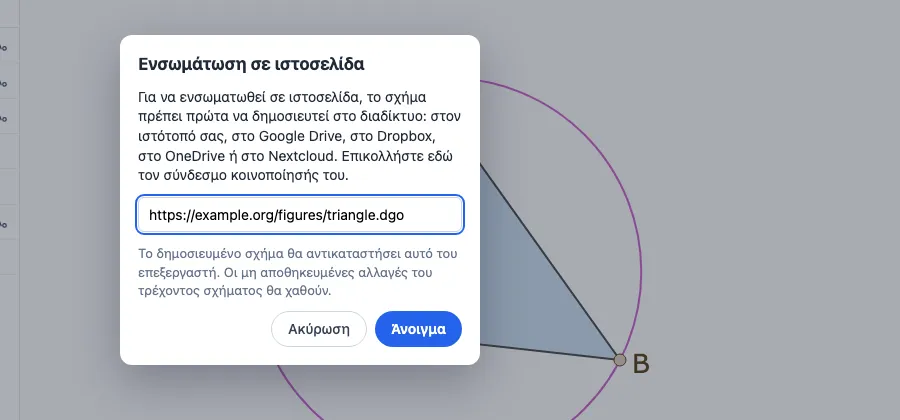 Ενσωμάτωση σε ιστοσελίδα
Για να ενσωματωθεί σε ιστοσελίδα, το σχήμα
πρέπει πρώτα να δημοσιευτεί στο διαδίκτυο: στον
ιστότοπό σας, στο Google Drive, στο Dropbox,
στο OneDrive ή στο Nextcloud. Επικολλήστε εδώ
τον σύνδεσμο κοινοποίησής του.
https://example.org/figures/triangle.dgo
Το δημοσιευμένο σχήμα θα αντικαταστήσει αυτό του
επεξεργαστή. Οι μη αποθηκευμένες αλλαγές του
τρέχοντος σχήματος θα χαθούν.
Ακύρωση Άνοιγμα
B